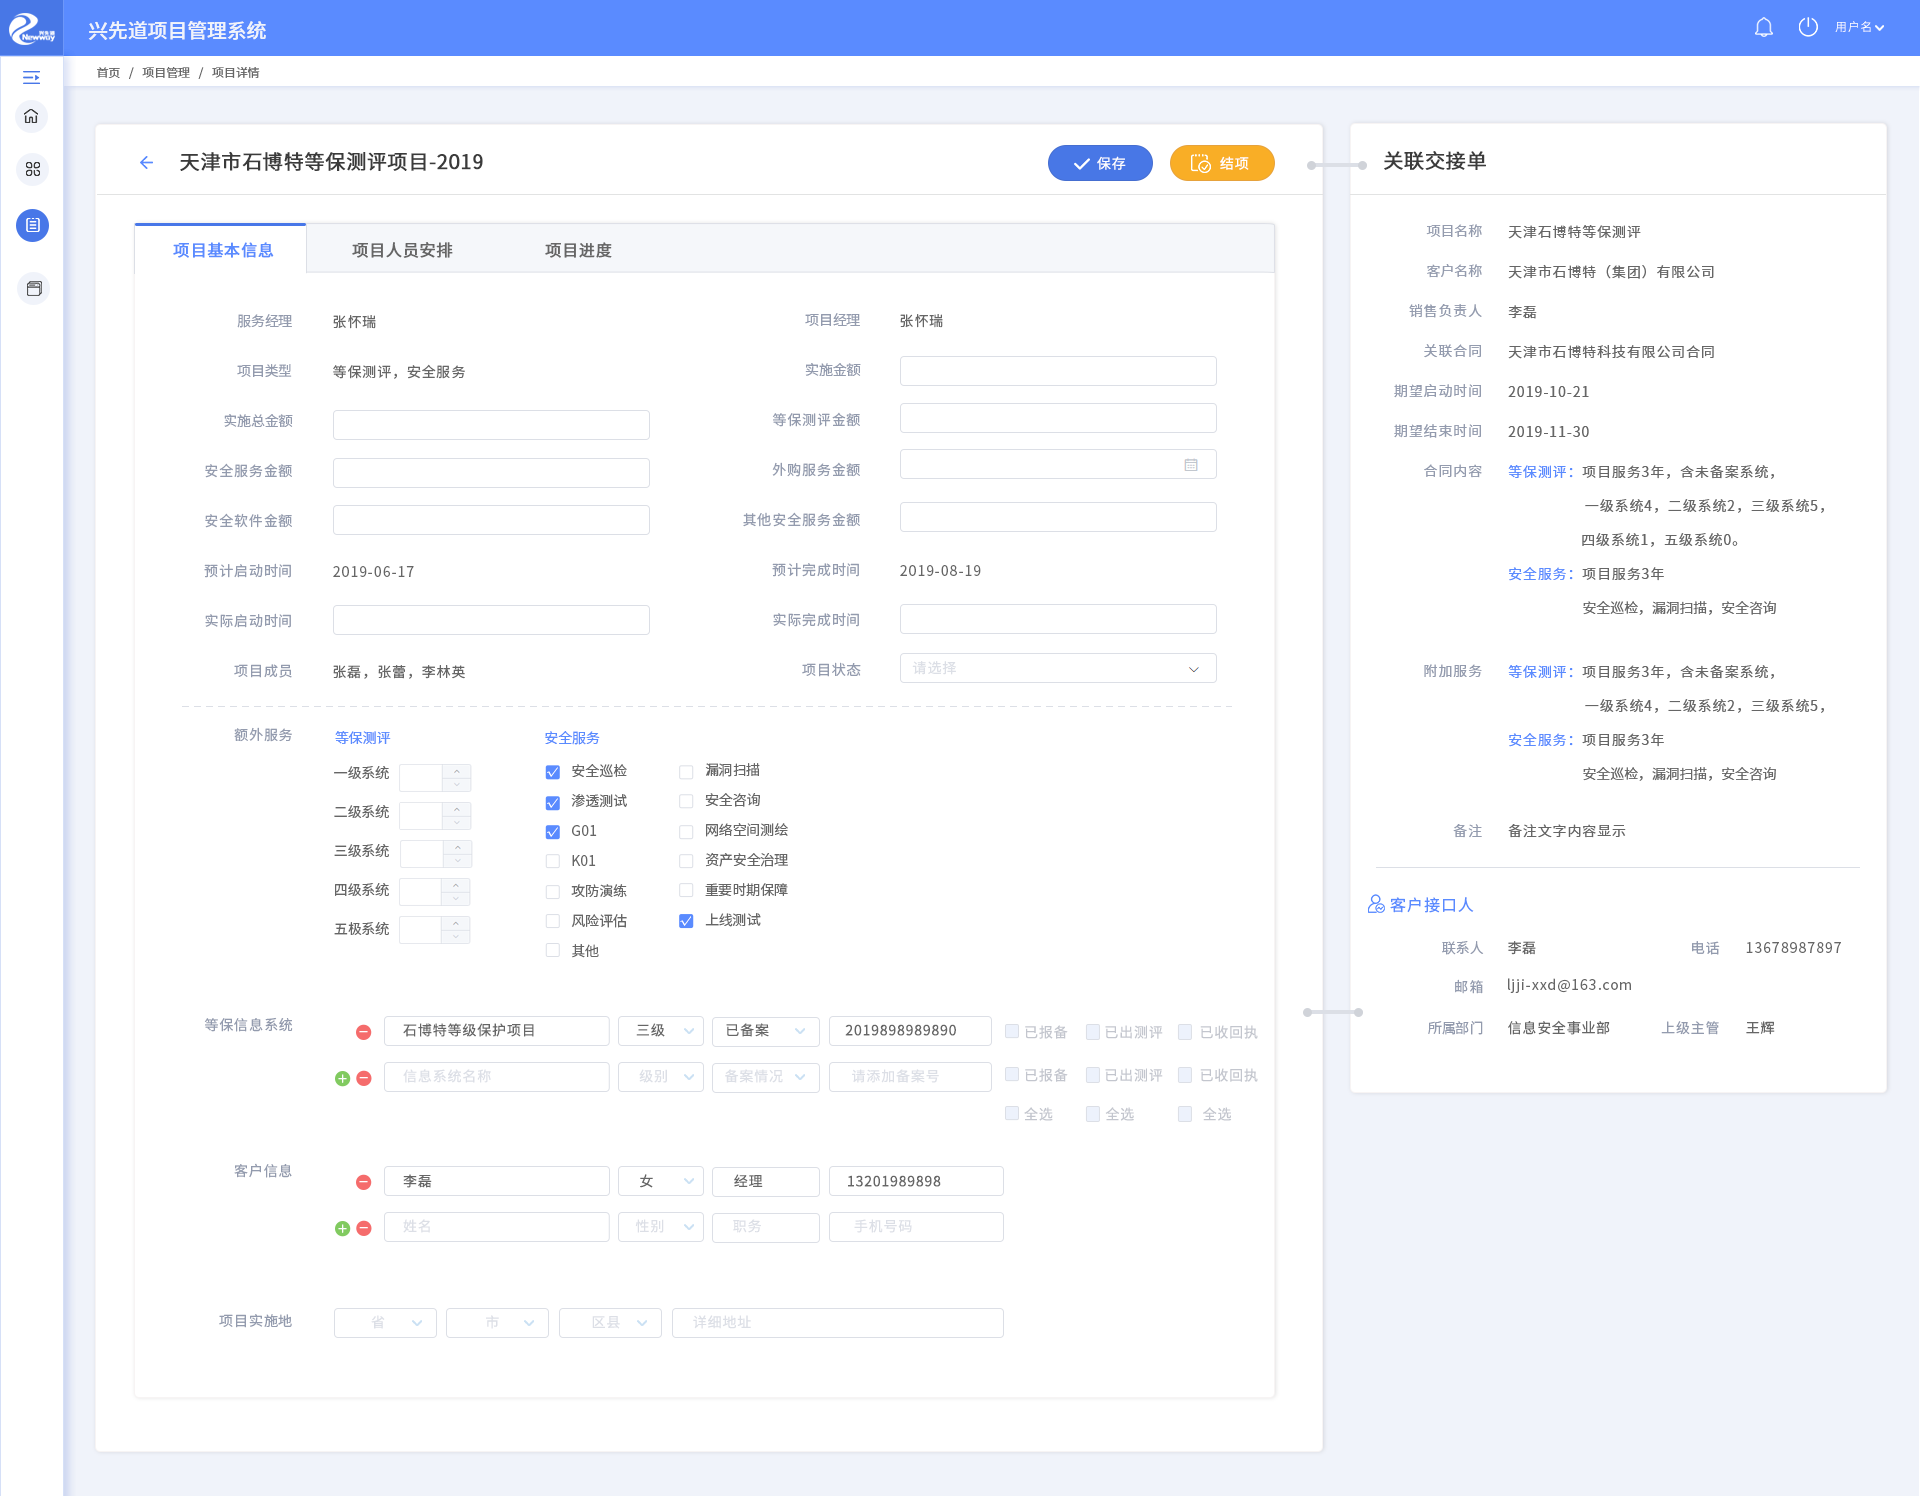 Newway 兴先道
兴先道项目管理系统
用户名
首页 / 项目管理 / 项目详情
天津市石博特等保测评项目-2019
保存
结项
项目基本信息 项目人员安排 项目进度
服务经理 张怀瑞 项目经理 张怀瑞
项目类型 等保测评，安全服务 实施金额
实施总金额 等保测评金额
安全服务金额 外购服务金额
安全软件金额 其他安全服务金额
预计启动时间 2019-06-17 预计完成时间 2019-08-19
实际启动时间 实际完成时间
项目成员 张磊，张蕾，李林英 项目状态 请选择
额外服务 等保测评 安全服务
一级系统 安全巡检 漏洞扫描
二级系统 渗透测试 安全咨询
三级系统 G01 网络空间测绘
四级系统 K01 资产安全治理
五极系统 攻防演练 重要时期保障
风险评估 上线测试
其他
等保信息系统 石博特等级保护项目 三级 已备案 2019898989890 已报备 已出测评 已收回执
信息系统名称 级别 备案情况 请添加备案号 已报备 已出测评 已收回执
全选 全选 全选
客户信息 李磊 女 经理 13201989898
姓名 性别 职务 手机号码
项目实施地 省 市 区县 详细地址
关联交接单
项目名称 天津石博特等保测评
客户名称 天津市石博特（集团）有限公司
销售负责人 李磊
关联合同 天津市石博特科技有限公司合同
期望启动时间 2019-10-21
期望结束时间 2019-11-30
合同内容 等保测评：项目服务3年，含未备案系统，
一级系统4，二级系统2，三级系统5，
四级系统1，五级系统0。
安全服务：项目服务3年
安全巡检，漏洞扫描，安全咨询
附加服务 等保测评：项目服务3年，含未备案系统，
一级系统4，二级系统2，三级系统5，
安全服务：项目服务3年
安全巡检，漏洞扫描，安全咨询
备注 备注文字内容显示
客户接口人
联系人 李磊 电话 13678987897
邮箱 ljji-xxd@163.com
所属部门 信息安全事业部 上级主管 王辉